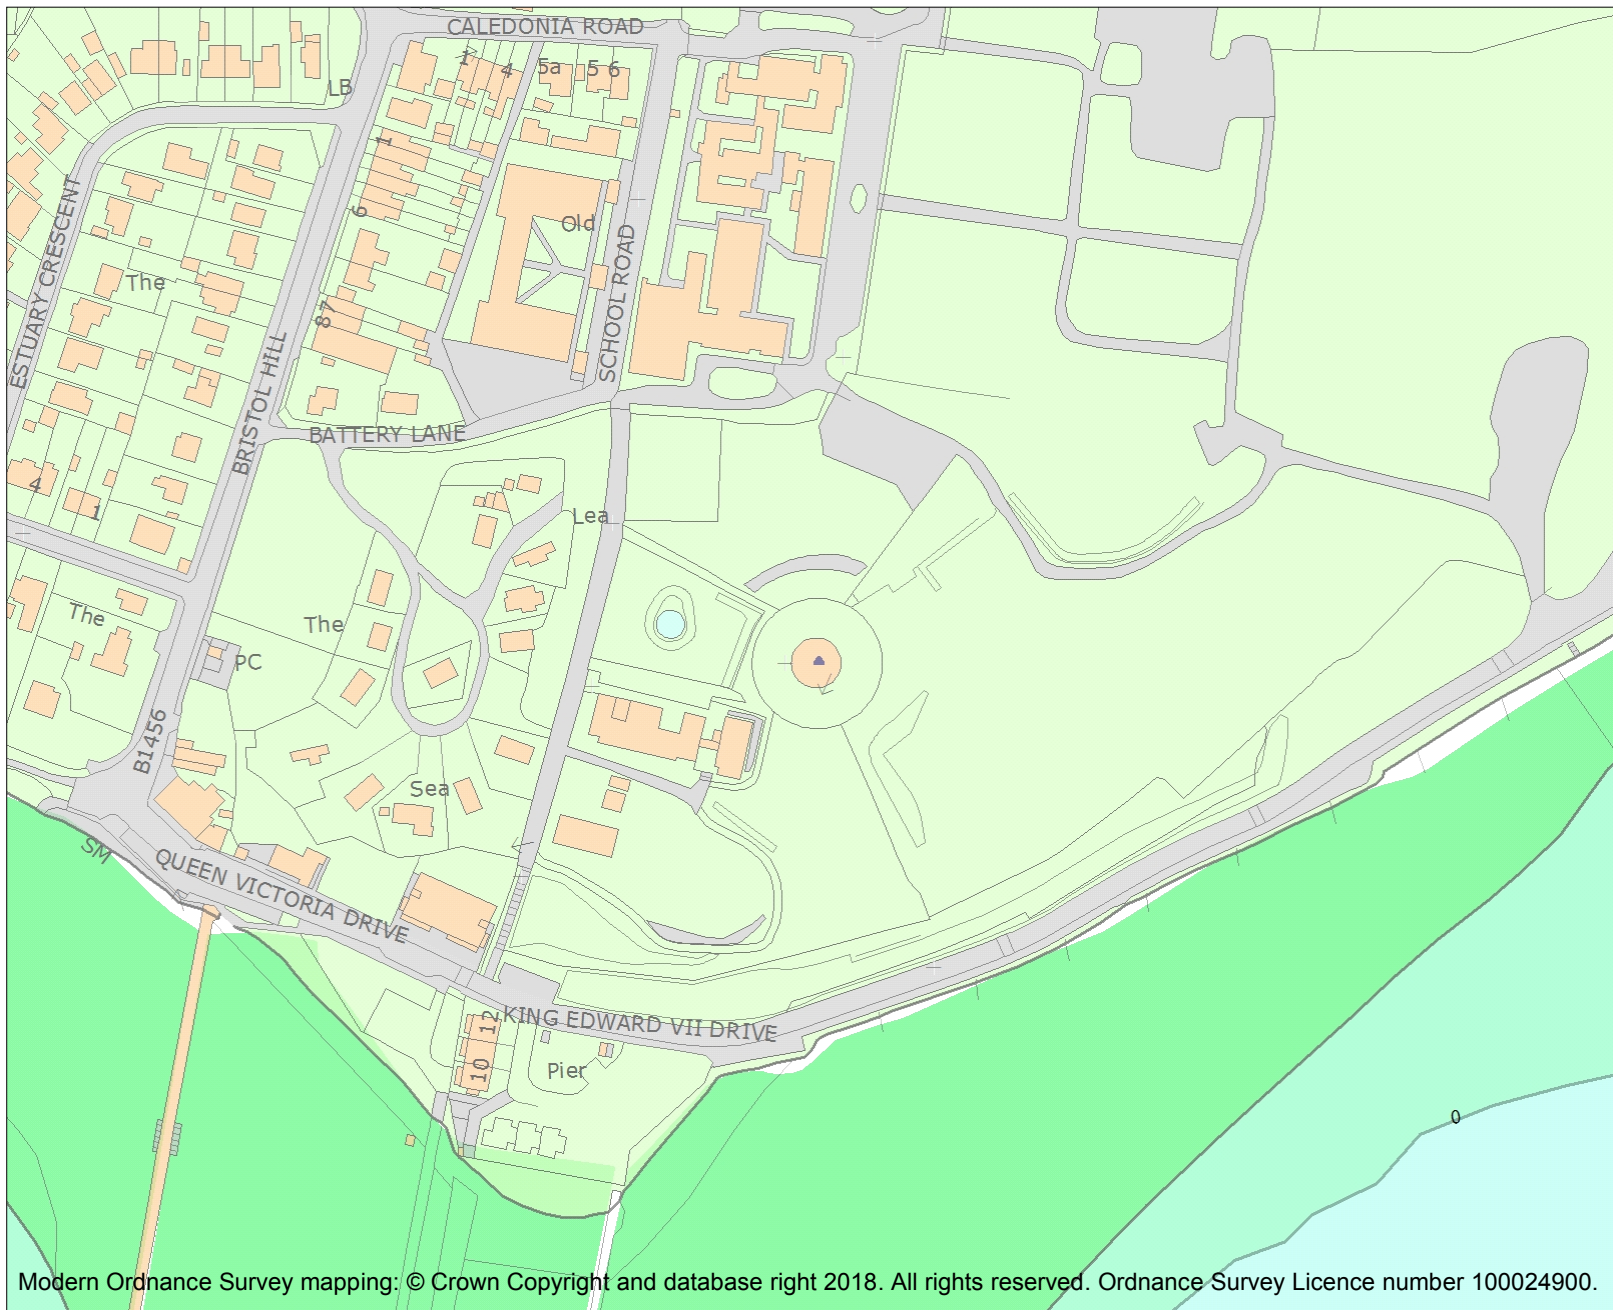 CALEDONIA ROAD
LB
1
4
5a
5 6
1
6
Old
ESTUARY CRESCENT
The
SCHOOL ROAD
87
BRISTOL HILL
BATTERY LANE
4
1
Lea
The
The
PC
B1456
Sea
SM
QUEEN VICTORIA DRIVE
12
KING EDWARD VII DRIVE
10
Pier
0
Modern Ordnance Survey mapping: © Crown Copyright and database right 2018. All rights reserved. Ordnance Survey Licence number 100024900.